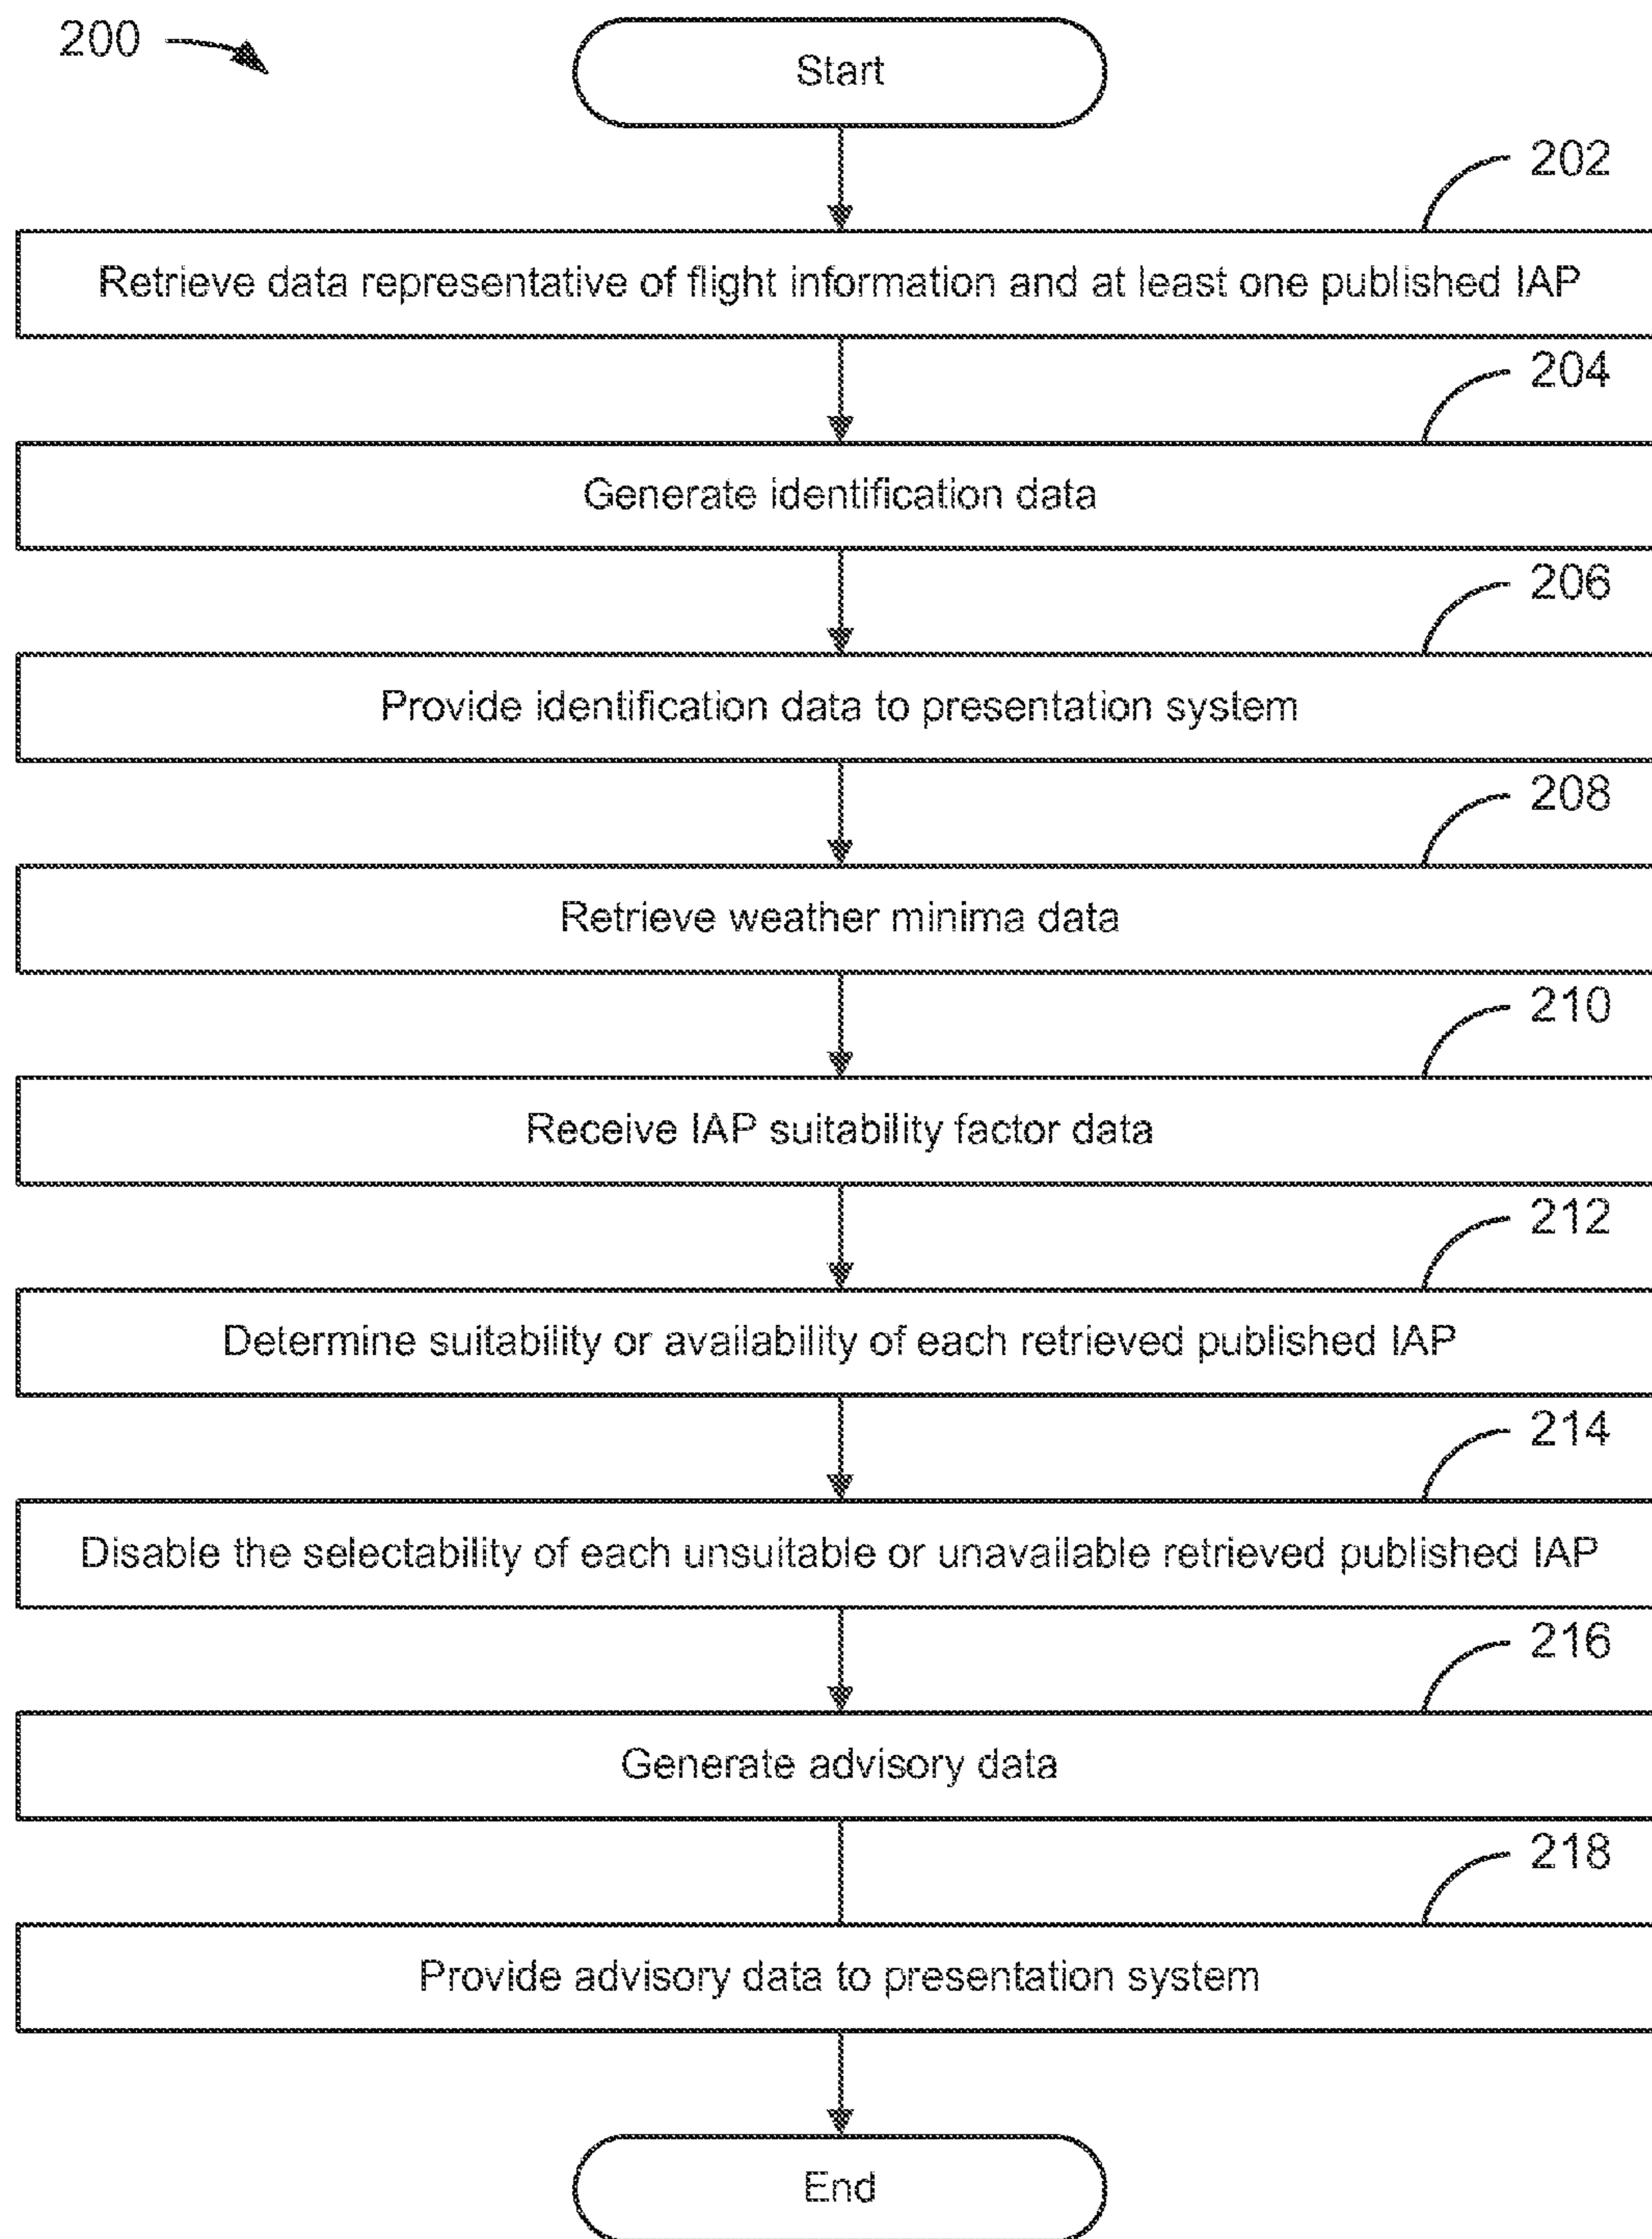 200
Start
202
Retrieve data representative of flight information and at least one published IAP
204
Generate identification data
206
Provide identification data to presentation system
208
Retrieve weather minima data
210
Receive IAP suitability factor data
212
Determine suitability or availability of each retrieved published IAP
214
Disable the selectability of each unsuitable or unavailable retrieved published IAP
216
Generate advisory data
218
Provide advisory data to presentation system
End